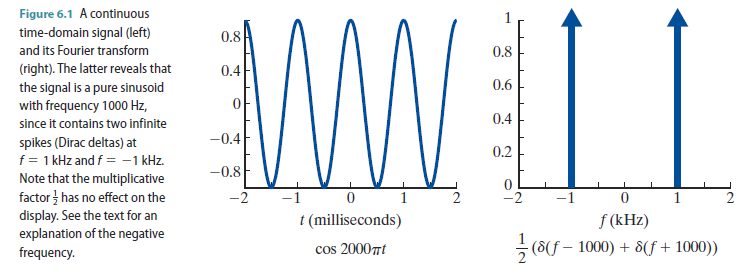 Figure 6.1 A continuous
time-domain signal (left)
and its Fourier transform
(right). The latter reveals that
the signal is a pure sinusoid
with frequency 1000 Hz,
since it contains two infinite
spikes (Dirac deltas) at
f = 1 kHz and f = −1 kHz.
Note that the multiplicative
factor 1/2 has no effect on the
display. See the text for an
explanation of the negative
frequency.
0.8
0.4
0
−0.4
−0.8
−2 −1 0 1 2
t (milliseconds)
cos 2000πt
1
0.8
0.6
0.4
0.2
0
−2 −1 0 1 2
f (kHz)
1/2 (δ(f − 1000) + δ(f + 1000))